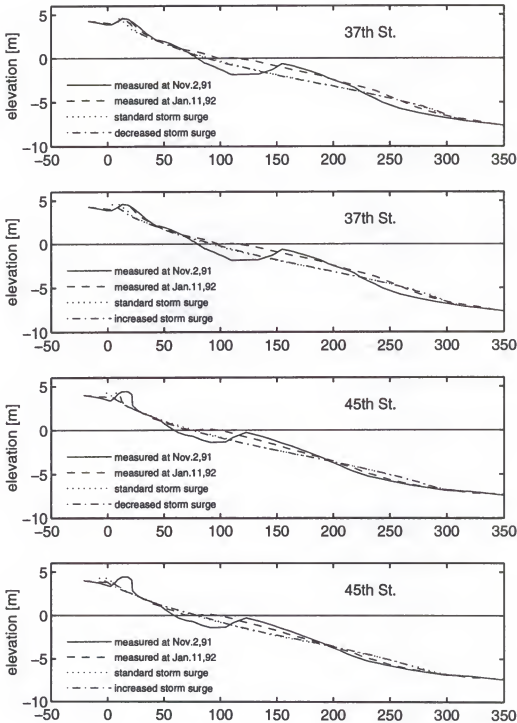 37th St.
elevation [m]
5
0
−5
−10
measured at Nov.2,91
measured at Jan.11,92
standard storm surge
decreased storm surge
−50 0 50 100 150 200 250 300 350
37th St.
elevation [m]
5
0
−5
−10
measured at Nov.2,91
measured at Jan.11,92
standard storm surge
increased storm surge
−50 0 50 100 150 200 250 300 350
45th St.
elevation [m]
5
0
−5
−10
measured at Nov.2,91
measured at Jan.11,92
standard storm surge
decreased storm surge
−50 0 50 100 150 200 250 300 350
45th St.
elevation [m]
5
0
−5
−10
measured at Nov.2,91
measured at Jan.11,92
standard storm surge
increased storm surge
−50 0 50 100 150 200 250 300 350